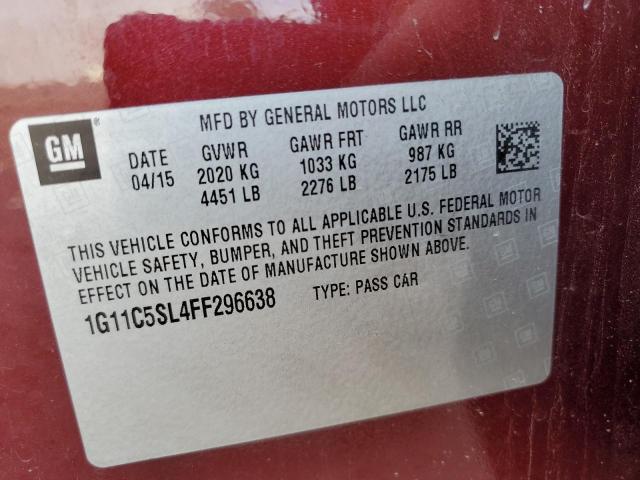 GM®
MFD BY GENERAL MOTORS LLC
DATE GVWR GAWR FRT GAWR RR
04/15 2020 KG 1033 KG 987 KG
4451 LB 2276 LB 2175 LB
THIS VEHICLE CONFORMS TO ALL APPLICABLE U.S. FEDERAL MOTOR
VEHICLE SAFETY, BUMPER, AND THEFT PREVENTION STANDARDS IN
EFFECT ON THE DATE OF MANUFACTURE SHOWN ABOVE.
1G11C5SL4FF296638 TYPE: PASS CAR